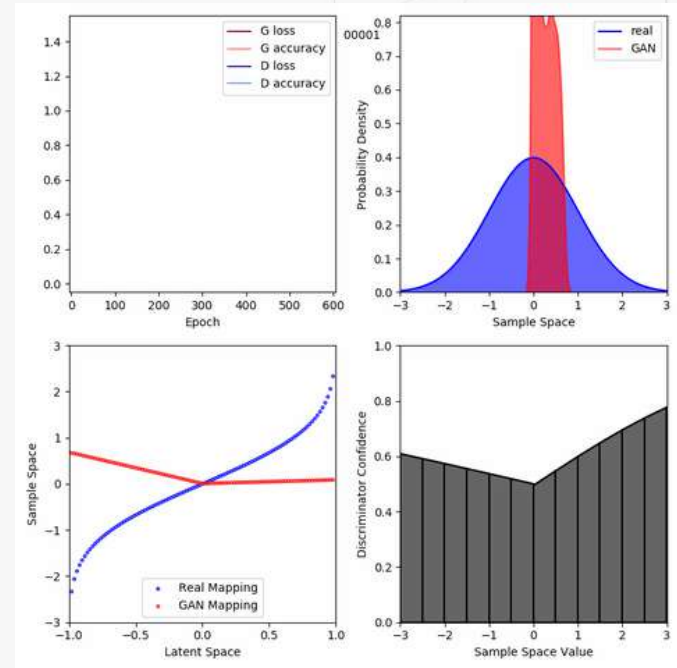 G loss
G accuracy
D loss
D accuracy
1.4
1.2
1.0
0.8
0.6
0.4
0.2
0.0
0 100 200 300 400 500 600
Epoch
00001
real
GAN
0.8
0.7
0.6
0.5
0.4
0.3
0.2
0.1
0.0
Probability Density
−3 −2 −1 0 1 2 3
Sample Space
3
2
1
0
−1
−2
−3
Sample Space
Real Mapping
GAN Mapping
−1.0 −0.5 0.0 0.5 1.0
Latent Space
1.0
0.8
0.6
0.4
0.2
0.0
Discriminator Confidence
−3 −2 −1 0 1 2 3
Sample Space Value